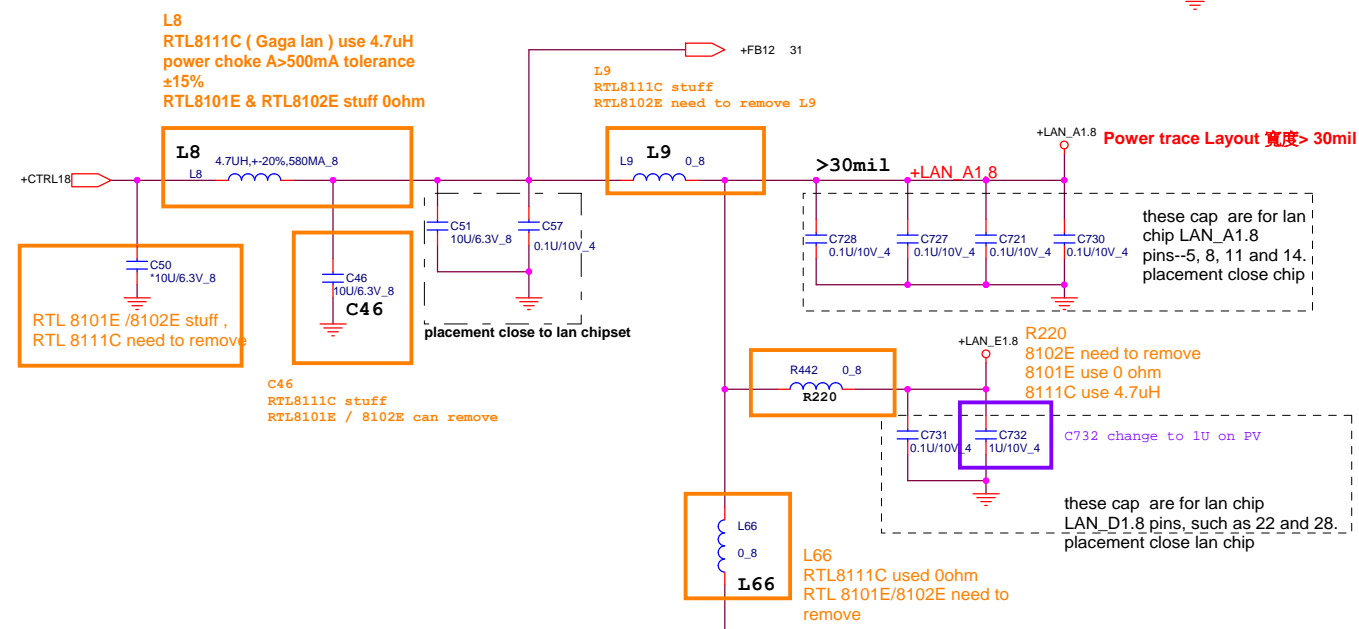 L8
RTL8111C ( Gaga lan ) use 4.7uH
power choke A>500mA tolerance
±15%
RTL8101E & RTL8102E stuff 0ohm
+FB12 31
L9
RTL8111C stuff
RTL8102E need to remove L9
+LAN_A1.8
Power trace Layout 寬度> 30mil
L8
4.7UH,+-20%,580MA_8
L8
+CTRL18
L9
L9 0_8
>30mil
+LAN_A1.8
C51
10U/6.3V_8
C57
0.1U/10V_4
C728
0.1U/10V_4
C727
0.1U/10V_4
C721
0.1U/10V_4
C730
0.1U/10V_4
these cap are for lan
chip LAN_A1.8
pins--5, 8, 11 and 14.
placement close chip
C50
*10U/6.3V_8
RTL 8101E /8102E stuff ,
RTL 8111C need to remove
C46
10U/6.3V_8
C46
placement close to lan chipset
C46
RTL8111C stuff
RTL8101E / 8102E can remove
+LAN_E1.8
R220
8102E need to remove
8101E use 0 ohm
8111C use 4.7uH
R442 0_8
R220
C731
0.1U/10V_4
C732
1U/10V_4
C732 change to 1U on PV
these cap are for lan chip
LAN_D1.8 pins, such as 22 and 28.
placement close lan chip
L66
0_8
L66
L66
RTL8111C used 0ohm
RTL 8101E/8102E need to
remove